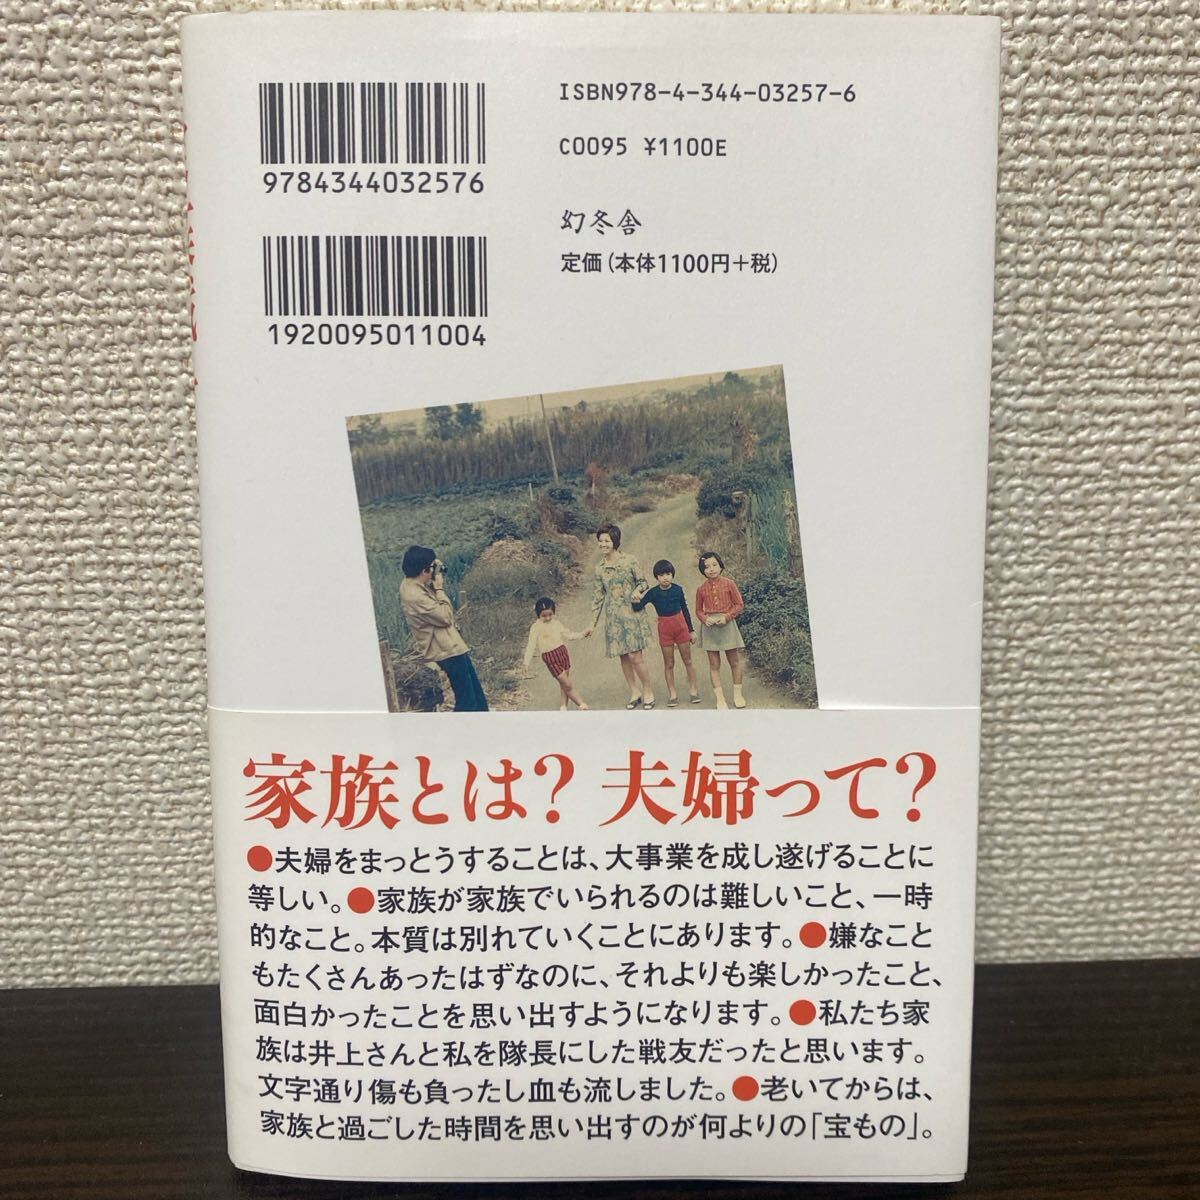 ISBN978-4-344-03257-6
C0095 ¥1100E
9784344032576
幻冬舎
定価(本体1100円+税)
1920095011004
家族とは? 夫婦って?
●夫婦をまっとうすることは、大事業を成し遂げることに
等しい。●家族が家族でいられるのは難しいこと、一時
的なこと。本質は別れていくことにあります。●嫌なこと
もたくさんあったはずなのに、それよりも楽しかったこと、
面白かったことを思い出すようになります。●私たち家
族は井上さんと私を隊長にした戦友だったと思います。
文字通り傷も負ったし血も流しました。●老いてからは、
家族と過ごした時間を思い出すのが何よりの「宝もの」。